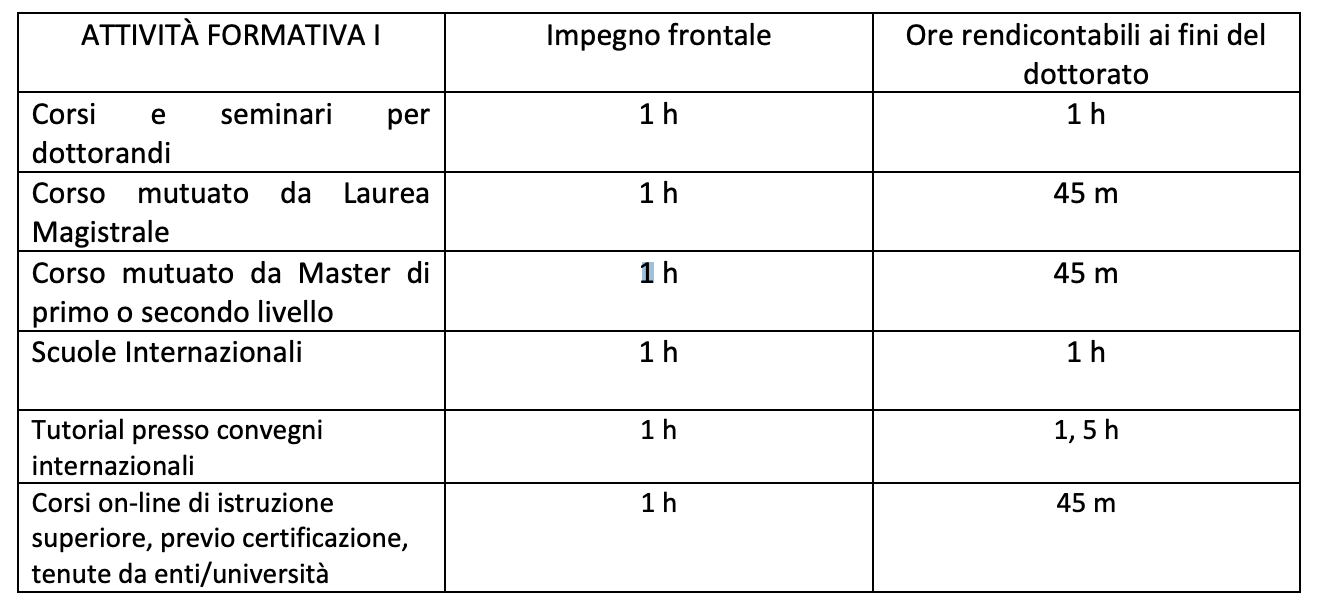 ATTIVITÀ FORMATIVA I
Impegno frontale
Ore rendicontabili ai fini del
dottorato
Corsi e seminari per
dottorandi
1 h
1 h
Corso mutuato da Laurea
Magistrale
1 h
45 m
Corso mutuato da Master di
primo o secondo livello
1 h
45 m
Scuole Internazionali
1 h
1 h
Tutorial presso convegni
internazionali
1 h
1, 5 h
Corsi on-line di istruzione
superiore, previo certificazione,
tenute da enti/università
1 h
45 m